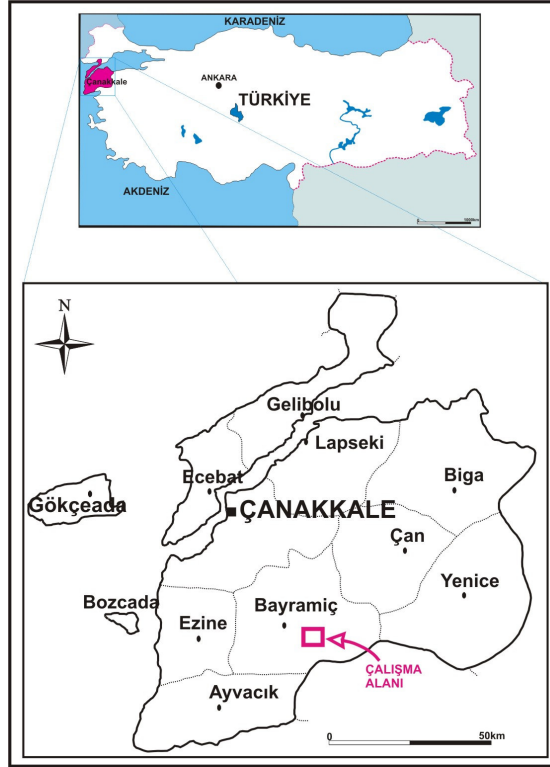 KARADENİZ
Çanakkale
ANKARA
TÜRKİYE
AKDENİZ
N
Gelibolu
Lapseki
Ecebat
Biga
Gökçeada
ÇANAKKALE
Çan
Yenice
Bozcada
Bayramiç
Ezine
ÇALIŞMA
ALANI
Ayvacık
0 50km